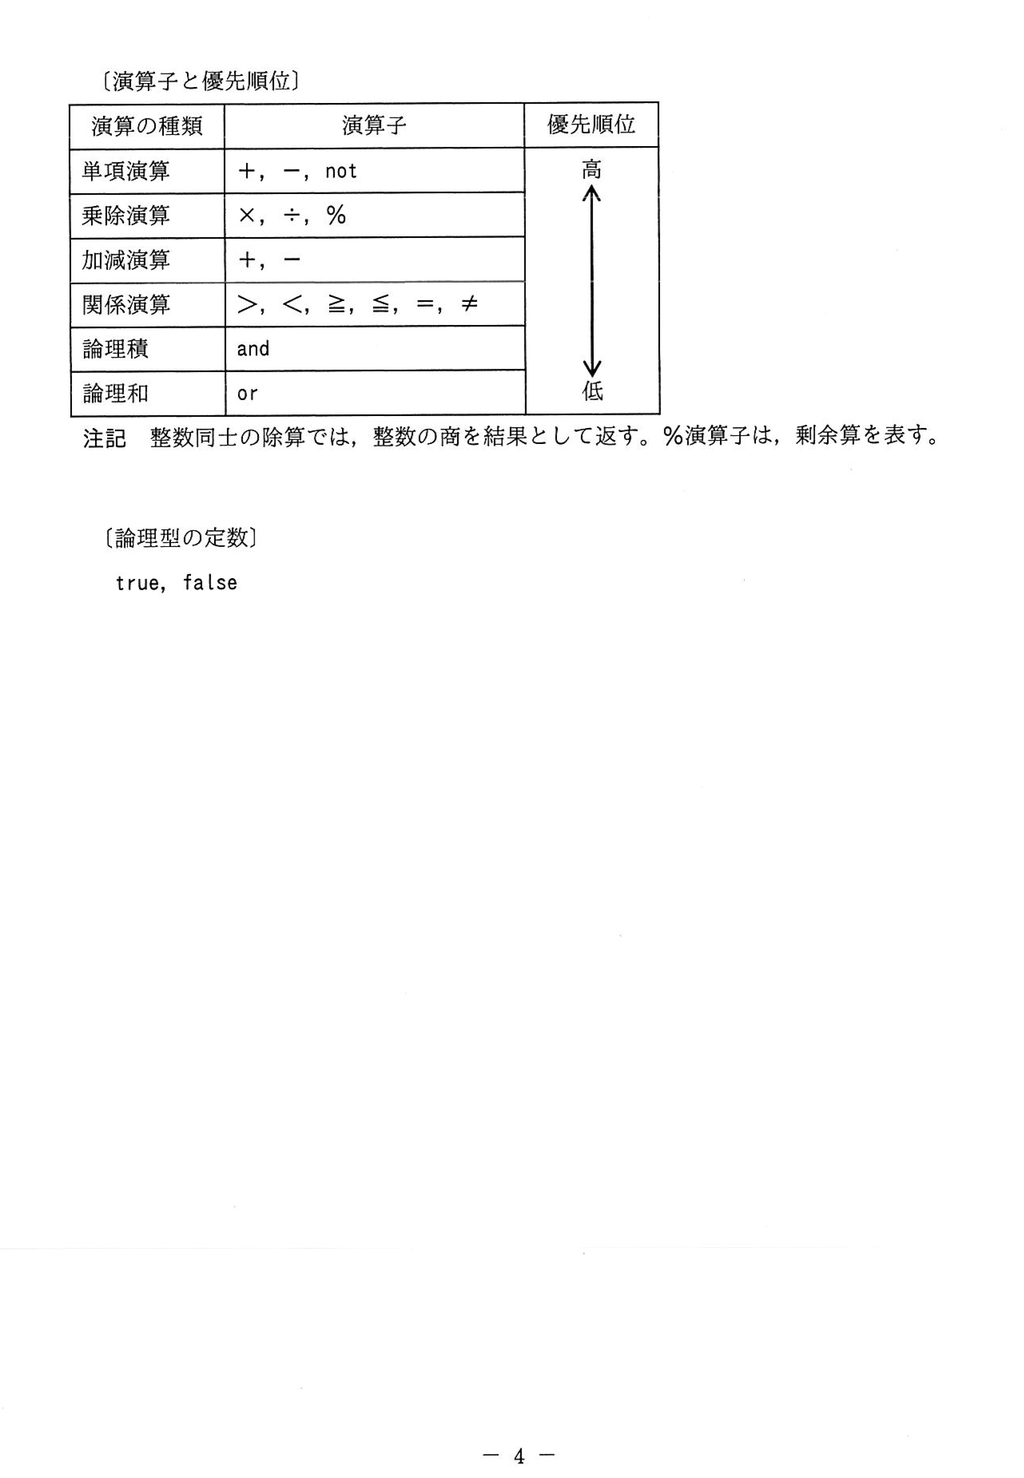 〔演算子と優先順位〕
演算の種類 演算子 優先順位
単項演算 ＋，－，not 高
乗除演算 ×，÷，％
加減演算 ＋，－
関係演算 ＞，＜，≧，≦，＝，≠
論理積 and
論理和 or 低
注記　整数同士の除算では，整数の商を結果として返す。％演算子は，剰余算を表す。
〔論理型の定数〕
true, false
－ 4 －